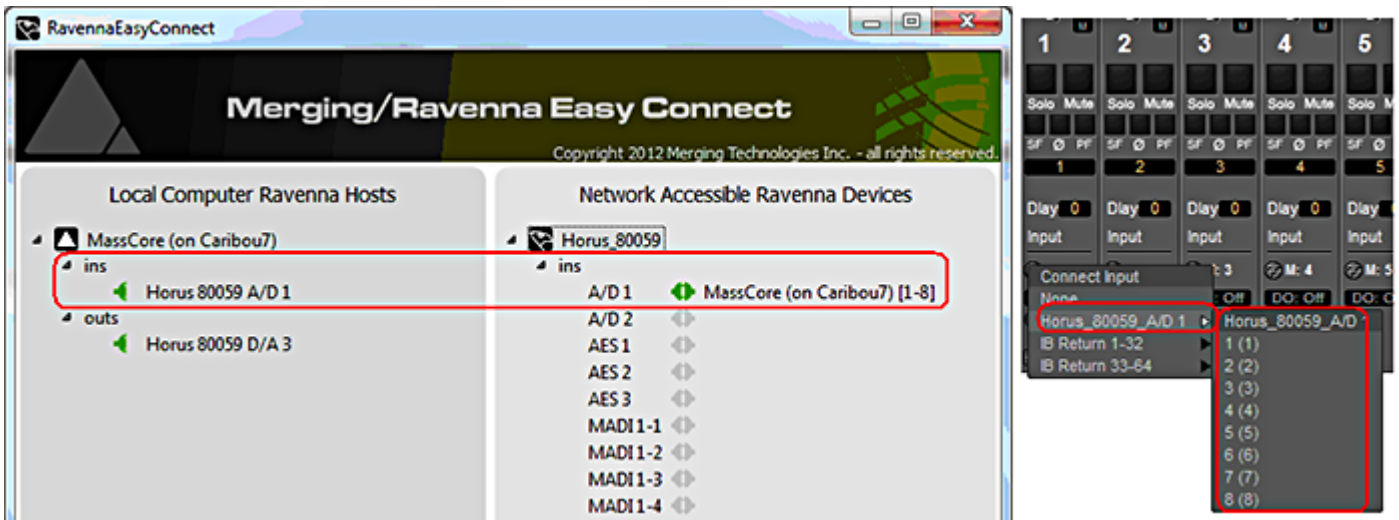 RavennaEasyConnect
Merging/Ravenna Easy Connect
Copyright 2012 Merging Technologies Inc. - all rights reserved.
Local Computer Ravenna Hosts
MassCore (on Caribou7)
ins
Horus 80059 A/D 1
outs
Horus 80059 D/A 3
Network Accessible Ravenna Devices
Horus_80059
ins
A/D 1 MassCore (on Caribou7) [1-8]
A/D 2
AES 1
AES 2
AES 3
MADI 1-1
MADI 1-2
MADI 1-3
MADI 1-4
M M M M
1 2 3 4 5
Solo Mute Solo Mute Solo Mute Solo Mute Solo M
SF Ø PF SF Ø PF SF Ø PF SF Ø PF SF Ø
1 2 3 4 5
Dlay 0 Dlay 0 Dlay 0 Dlay 0 Dlay
Input Input Input Input Input
: 3 M: 4 M: 5
: Off DO: Off DO:
Connect Input
None
Horus_80059_A/D 1
IB Return 1-32
IB Return 33-64
Horus_80059_A/D 1
1 (1)
2 (2)
3 (3)
4 (4)
5 (5)
6 (6)
7 (7)
8 (8)